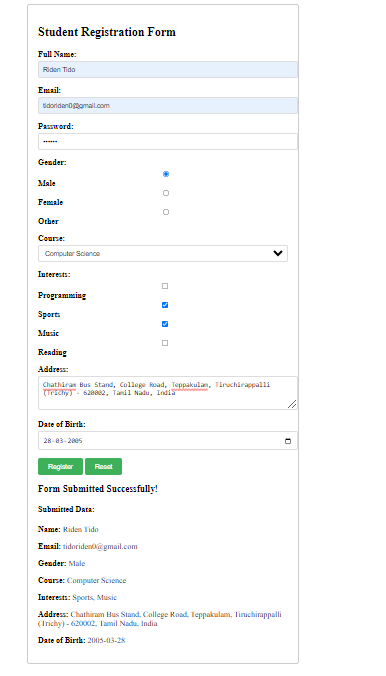 Student Registration Form
Full Name:
Riden Tido
Email:
tidoriden0@gmail.com
Password:
••••••
Gender:
Male
Female
Other
Course:
Computer Science
Interests:
Programming
Sports
Music
Reading
Address:
Chathiram Bus Stand, College Road, Teppakulam, Tiruchirappalli
(Trichy) - 620002, Tamil Nadu, India
Date of Birth:
28-03-2005
Register Reset
Form Submitted Successfully!
Submitted Data:
Name: Riden Tido
Email: tidoriden0@gmail.com
Gender: Male
Course: Computer Science
Interests: Sports, Music
Address: Chathiram Bus Stand, College Road, Teppakulam, Tiruchirappalli
(Trichy) - 620002, Tamil Nadu, India
Date of Birth: 2005-03-28